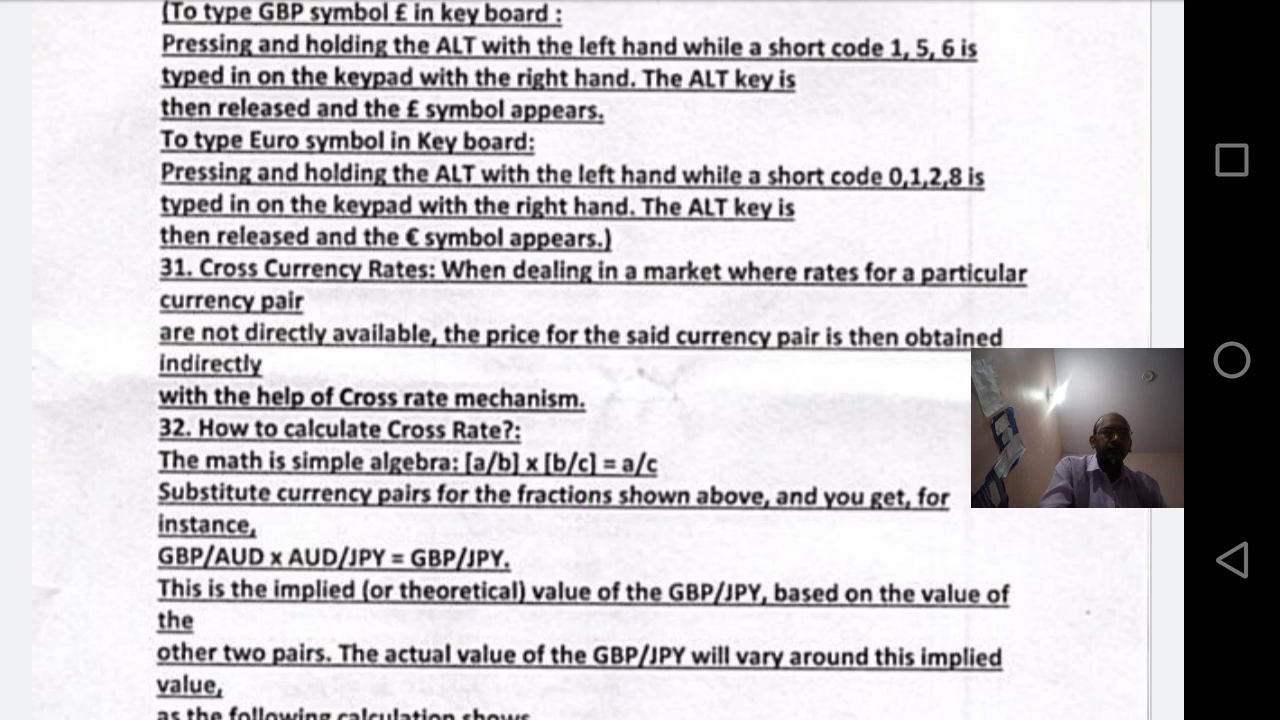 (To type GBP symbol £ in key board :
Pressing and holding the ALT with the left hand while a short code 1, 5, 6 is
typed in on the keypad with the right hand. The ALT key is
then released and the £ symbol appears.
To type Euro symbol in Key board:
Pressing and holding the ALT with the left hand while a short code 0,1,2,8 is
typed in on the keypad with the right hand. The ALT key is
then released and the € symbol appears.)
31. Cross Currency Rates: When dealing in a market where rates for a particular
currency pair
are not directly available, the price for the said currency pair is then obtained
indirectly
with the help of Cross rate mechanism.
32. How to calculate Cross Rate?:
The math is simple algebra: [a/b] x [b/c] = a/c
Substitute currency pairs for the fractions shown above, and you get, for
instance,
GBP/AUD x AUD/JPY = GBP/JPY.
This is the implied (or theoretical) value of the GBP/JPY, based on the value of
the
other two pairs. The actual value of the GBP/JPY will vary around this implied
value,
as the following calculation shows